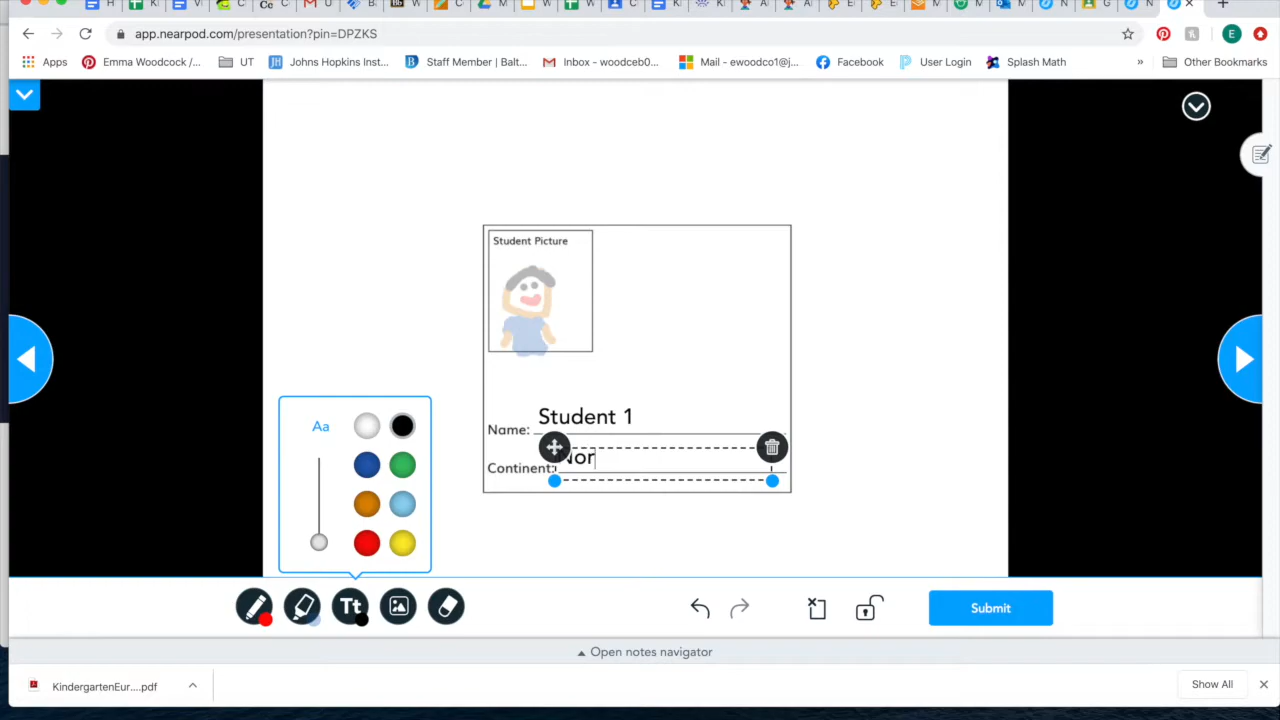 app.nearpod.com/presentation?pin=DPZKS
Apps Emma Woodcock /... UT Johns Hopkins Inst... Staff Member | Balt... Inbox - woodceb0... Mail - ewoodco1@j... Facebook User Login Splash Math » Other Bookmarks
Student Picture
Student 1
Name:
Nor
Continent:
Aa
Tt
Submit
Open notes navigator
KindergartenEur....pdf
Show All